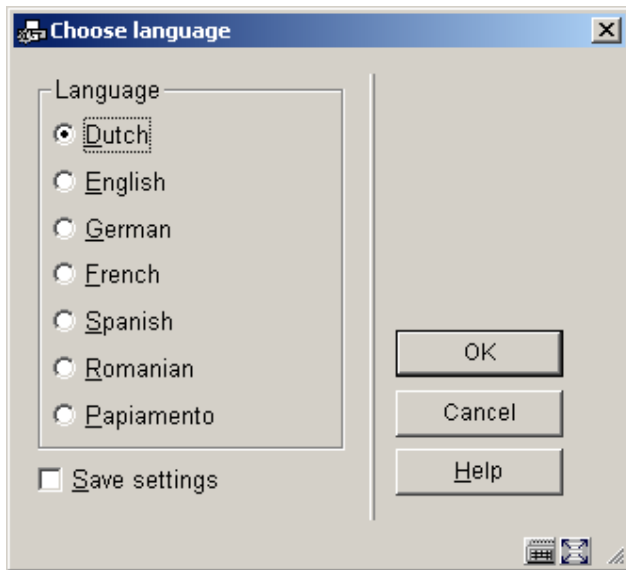 Choose language
Language
Dutch
English
German
French
Spanish
Romanian
Papiamento
Save settings
OK
Cancel
Help